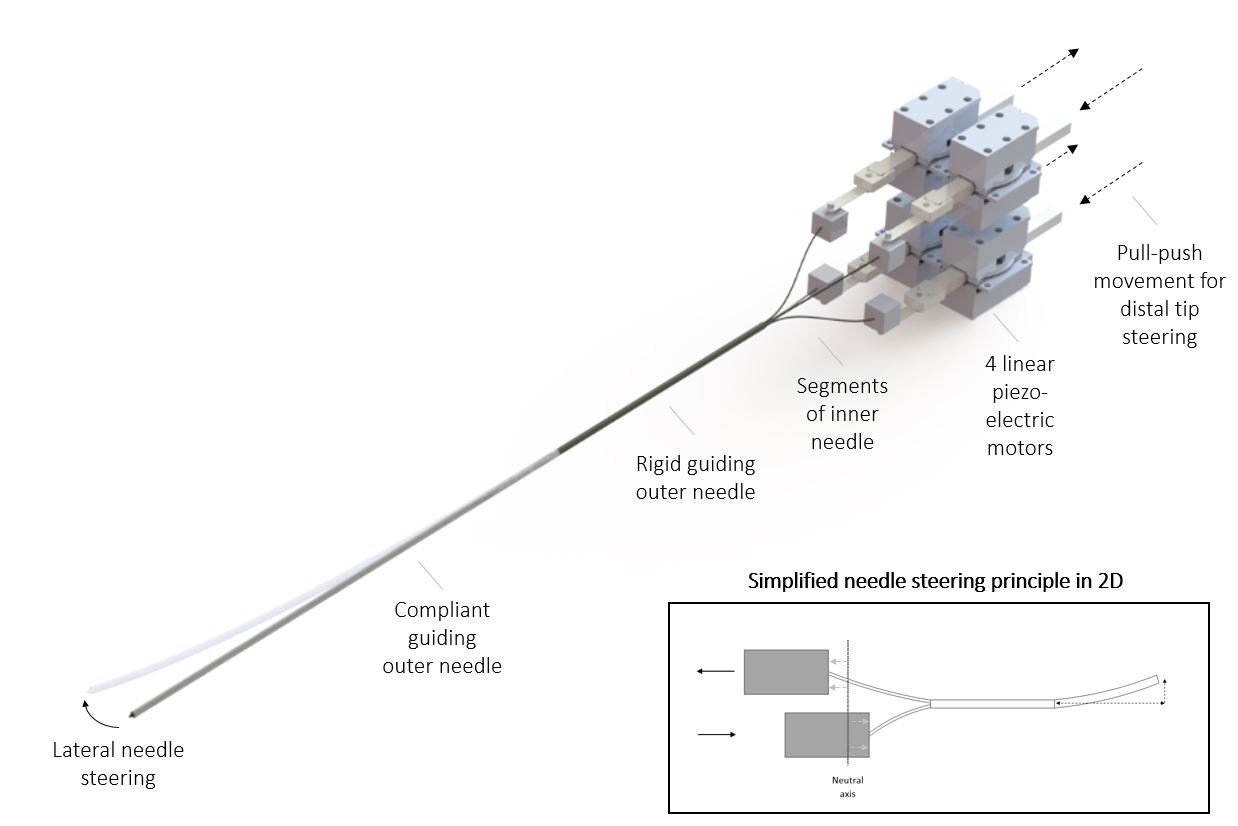 Pull-push
movement for
distal tip
steering
4 linear
piezo-
electric
motors
Segments
of inner
needle
Rigid guiding
outer needle
Compliant
guiding
outer needle
Lateral needle
steering
Simplified needle steering principle in 2D
Neutral
axis